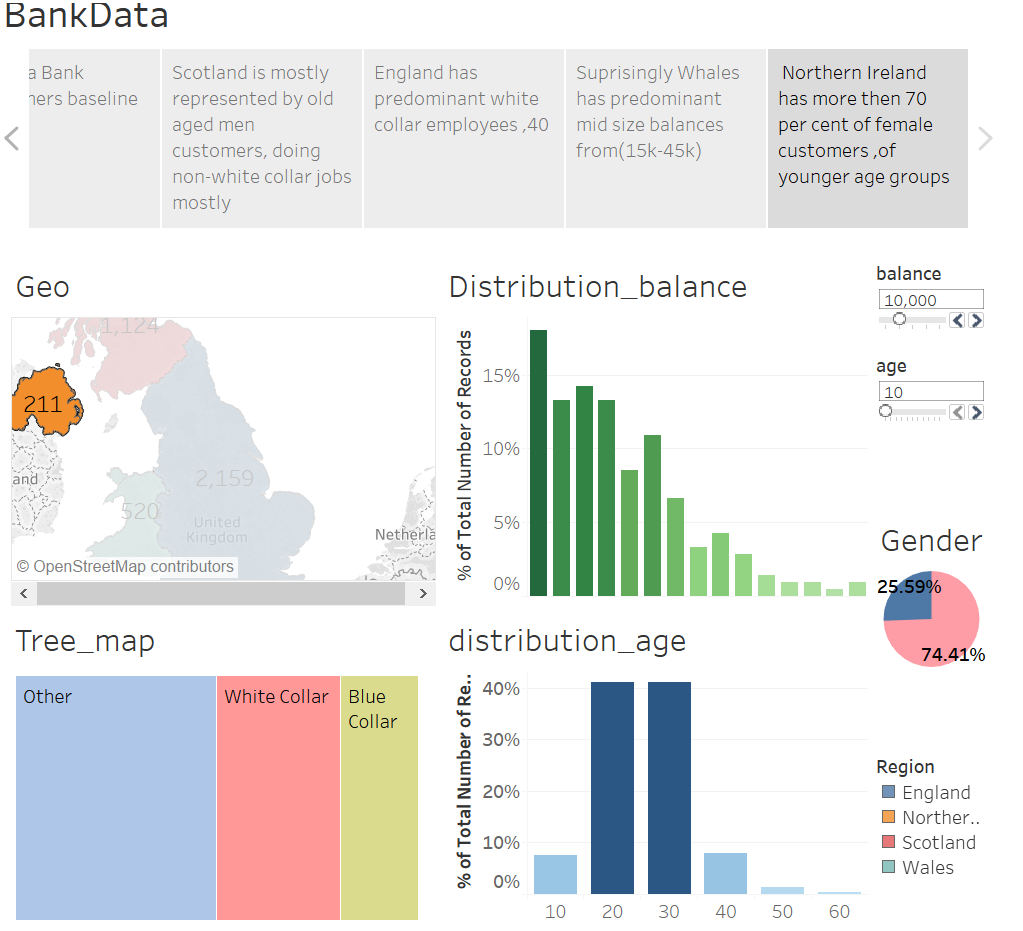 BankData
a Bank
ners baseline
Scotland is mostly
represented by old
aged men
customers, doing
non-white collar jobs
mostly
England has
predominant white
collar employees ,40
Suprisingly Whales
has predominant
mid size balances
from(15k-45k)
Northern Ireland
has more then 70
per cent of female
customers ,of
younger age groups
Geo
1,124
211
2,159
520
and
United
Kingdom
Netherla
© OpenStreetMap contributors
Distribution_balance
% of Total Number of Records
15%
10%
5%
0%
balance
10,000
age
10
Gender
25.59%
74.41%
Tree_map
Other
White Collar
Blue
Collar
distribution_age
% of Total Number of Re..
40%
30%
20%
10%
0%
10 20 30 40 50 60
Region
England
Norther..
Scotland
Wales